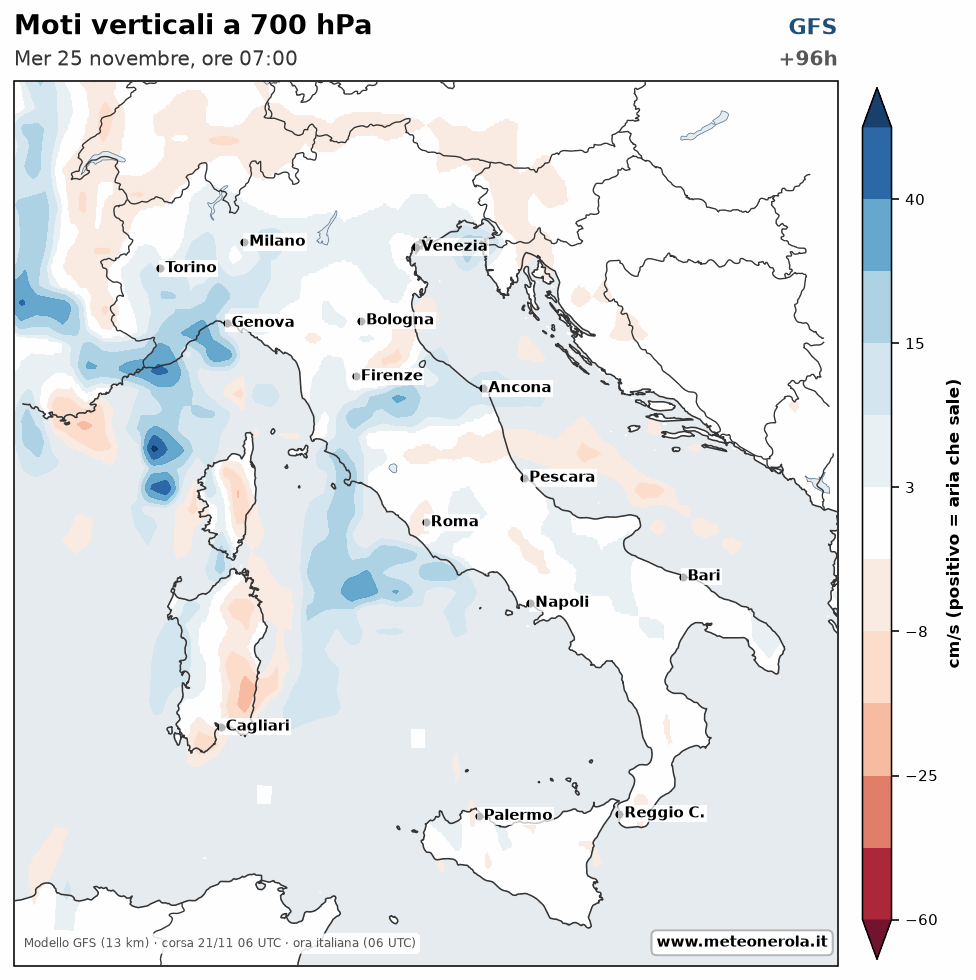 Moti verticali a 700 hPa
GFS
Mer 25 novembre, ore 07:00
+96h
Milano
Venezia
Torino
Genova
Bologna
Firenze
Ancona
Pescara
Roma
Bari
Napoli
Cagliari
Palermo
Reggio C.
40
15
3
−8
−25
−60
cm/s (positivo = aria che sale)
Modello GFS (13 km) · corsa 21/11 06 UTC · ora italiana (06 UTC)
www.meteonerola.it